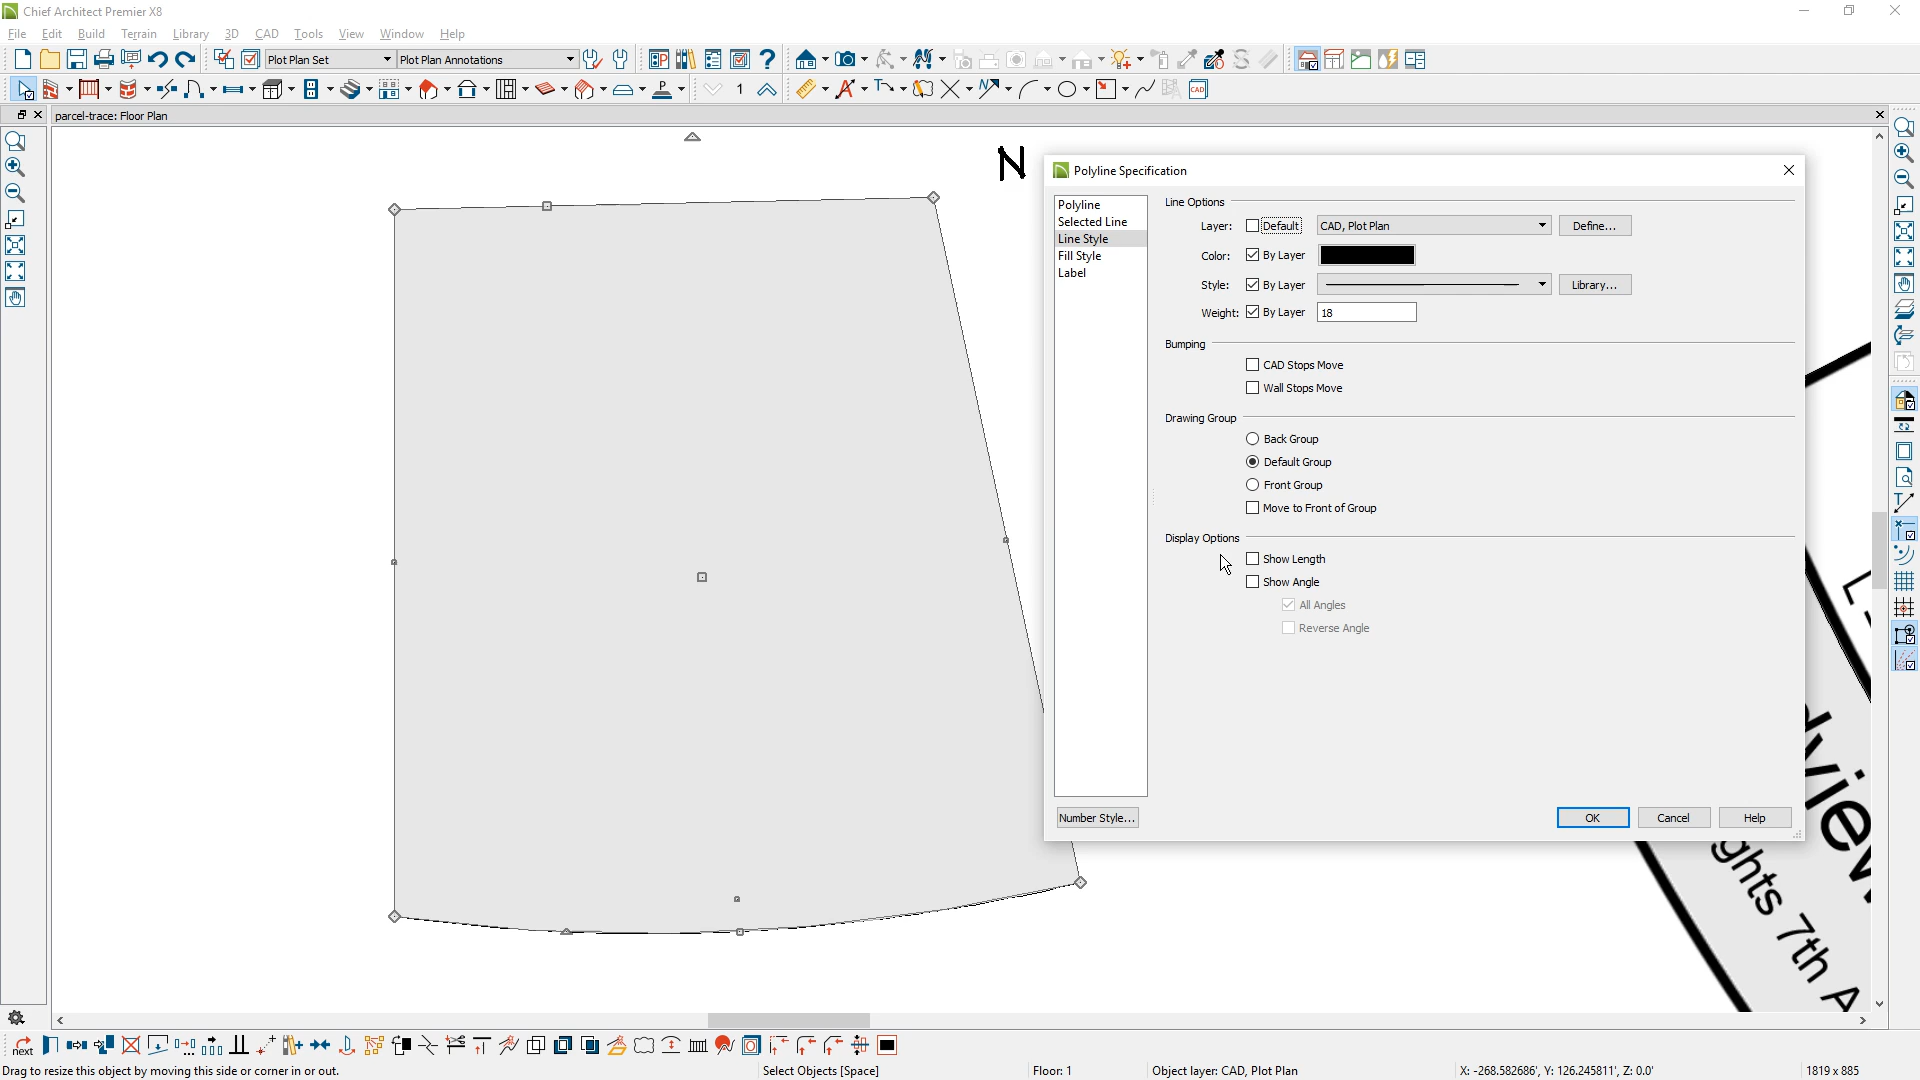 Chief Architect Premier X8
File Edit Build Terrain Library 3D CAD Tools View Window Help
Plot Plan Set Plot Plan Annotations
1
CAD
parcel-trace: Floor Plan
N
Polyline Specification
Polyline
Selected Line
Line Style
Fill Style
Label
Line Options
Layer: Default CAD, Plot Plan Define...
Color: By Layer
Style: By Layer Library...
Weight: By Layer 18
Bumping
CAD Stops Move
Wall Stops Move
Drawing Group
Back Group
Default Group
Front Group
Move to Front of Group
Display Options
Show Length
Show Angle
All Angles
Reverse Angle
Number Style... OK Cancel Help
ghts 7th A
next
Drag to resize this object by moving this side or corner in or out. Select Objects [Space] Floor: 1 Object layer: CAD, Plot Plan X: -268.582686', Y: 126.245811', Z: 0.0' 1819 x 885